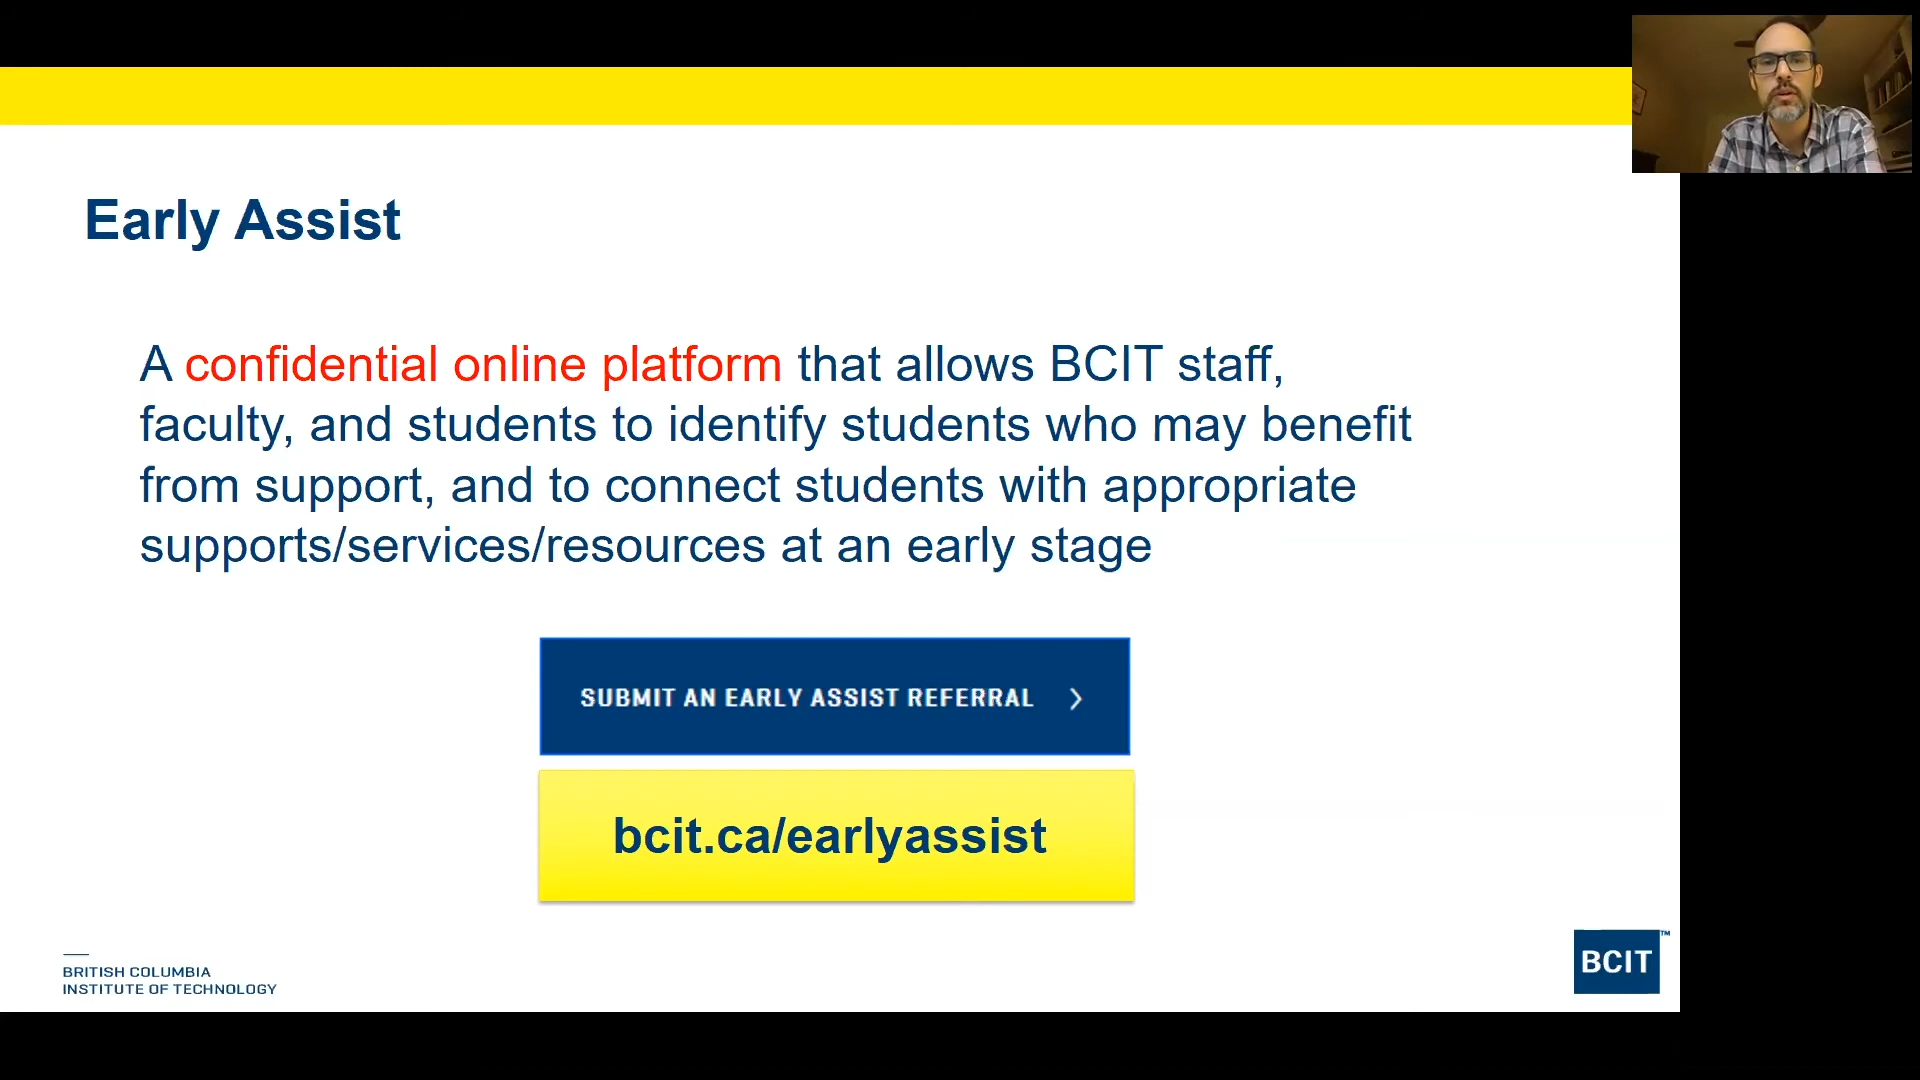 Early Assist
A confidential online platform that allows BCIT staff,
faculty, and students to identify students who may benefit
from support, and to connect students with appropriate
supports/services/resources at an early stage
SUBMIT AN EARLY ASSIST REFERRAL >
bcit.ca/earlyassist
BRITISH COLUMBIA
INSTITUTE OF TECHNOLOGY
BCIT™